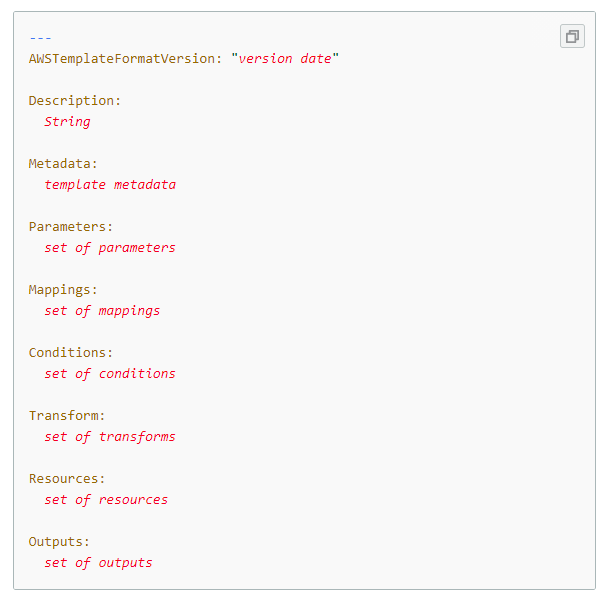 ---
AWSTemplateFormatVersion: "version date"
Description:
String
Metadata:
template metadata
Parameters:
set of parameters
Mappings:
set of mappings
Conditions:
set of conditions
Transform:
set of transforms
Resources:
set of resources
Outputs:
set of outputs